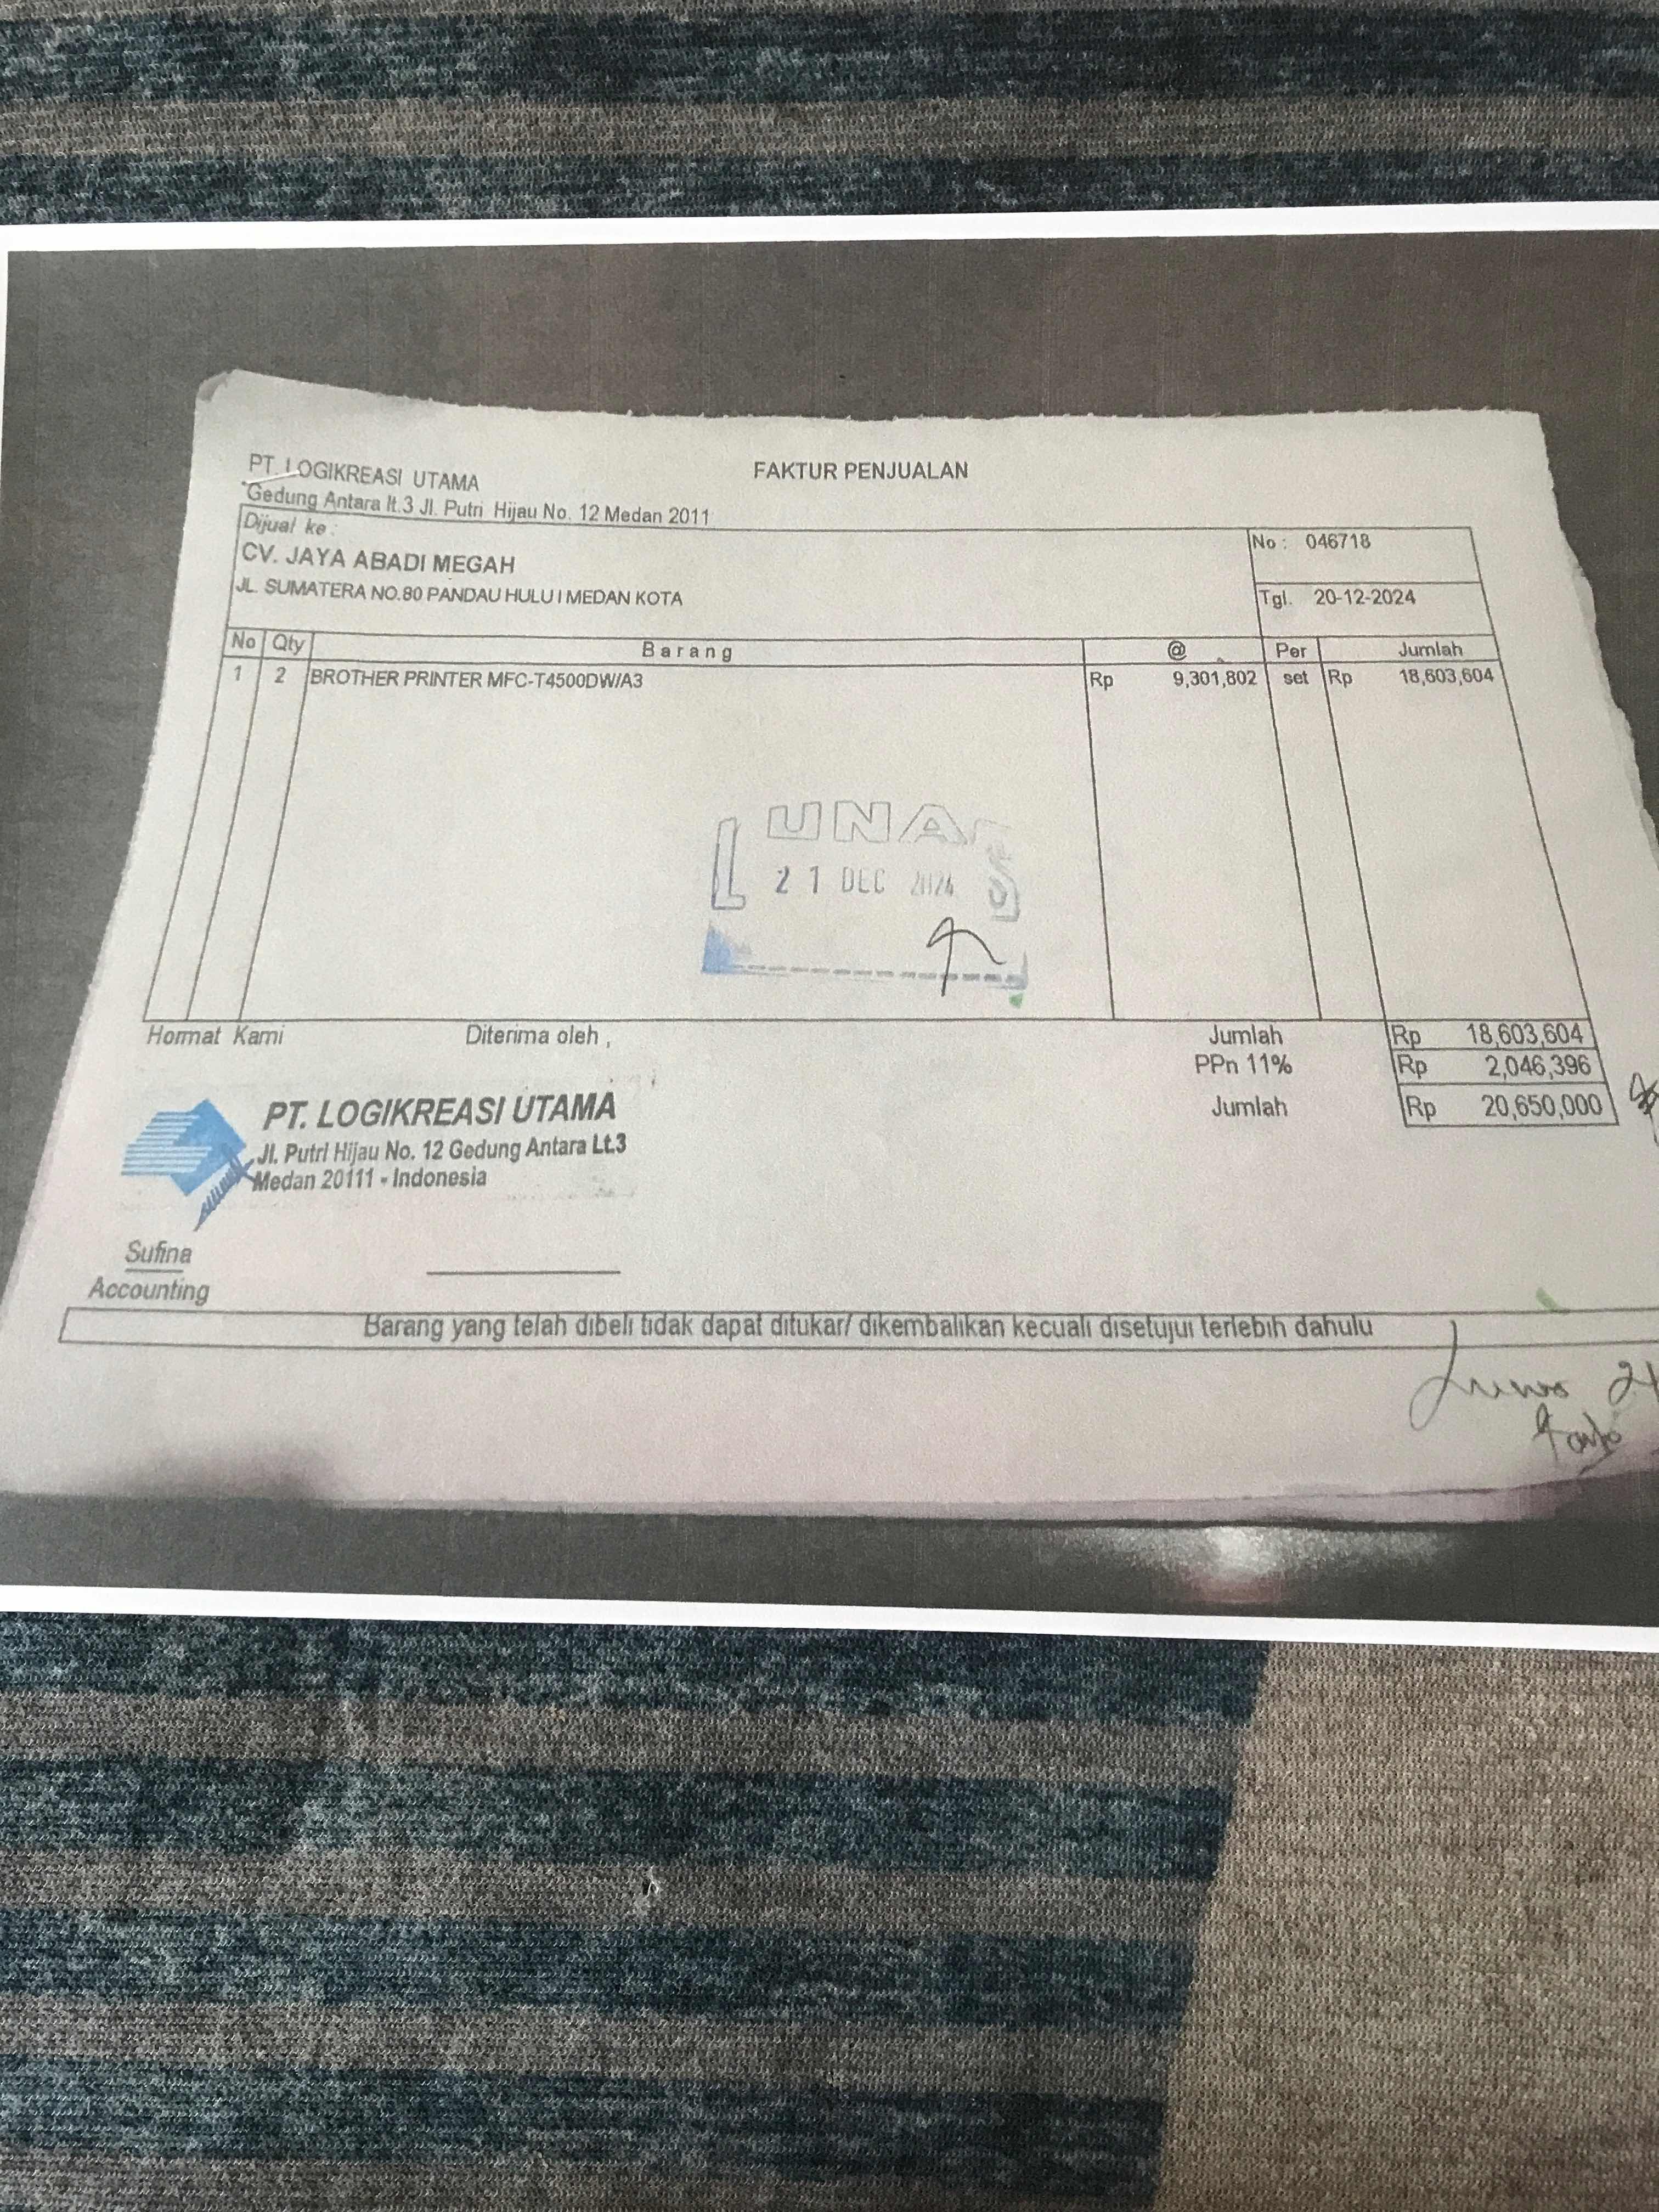 PT. LOGIKREASI UTAMA
FAKTUR PENJUALAN
Gedung Antara lt.3 Jl. Putri Hijau No. 12 Medan 2011
Dijual ke :
CV. JAYA ABADI MEGAH
No : 046718
JL. SUMATERA NO.80 PANDAU HULU I MEDAN KOTA
Tgl. 20-12-2024
No Qty Barang @ Per Jumlah
1 2 BROTHER PRINTER MFC-T4500DW/A3 Rp 9,301,802 set Rp 18,603,604
LUNAS
21 DEC 2024
Hormat Kami Diterima oleh , Jumlah Rp 18,603,604
PPn 11% Rp 2,046,396
Jumlah Rp 20,650,000
PT. LOGIKREASI UTAMA
Jl. Putri Hijau No. 12 Gedung Antara Lt.3
Medan 20111 - Indonesia
Sufina
Accounting
Barang yang telah dibeli tidak dapat ditukar/ dikembalikan kecuali disetujui terlebih dahulu